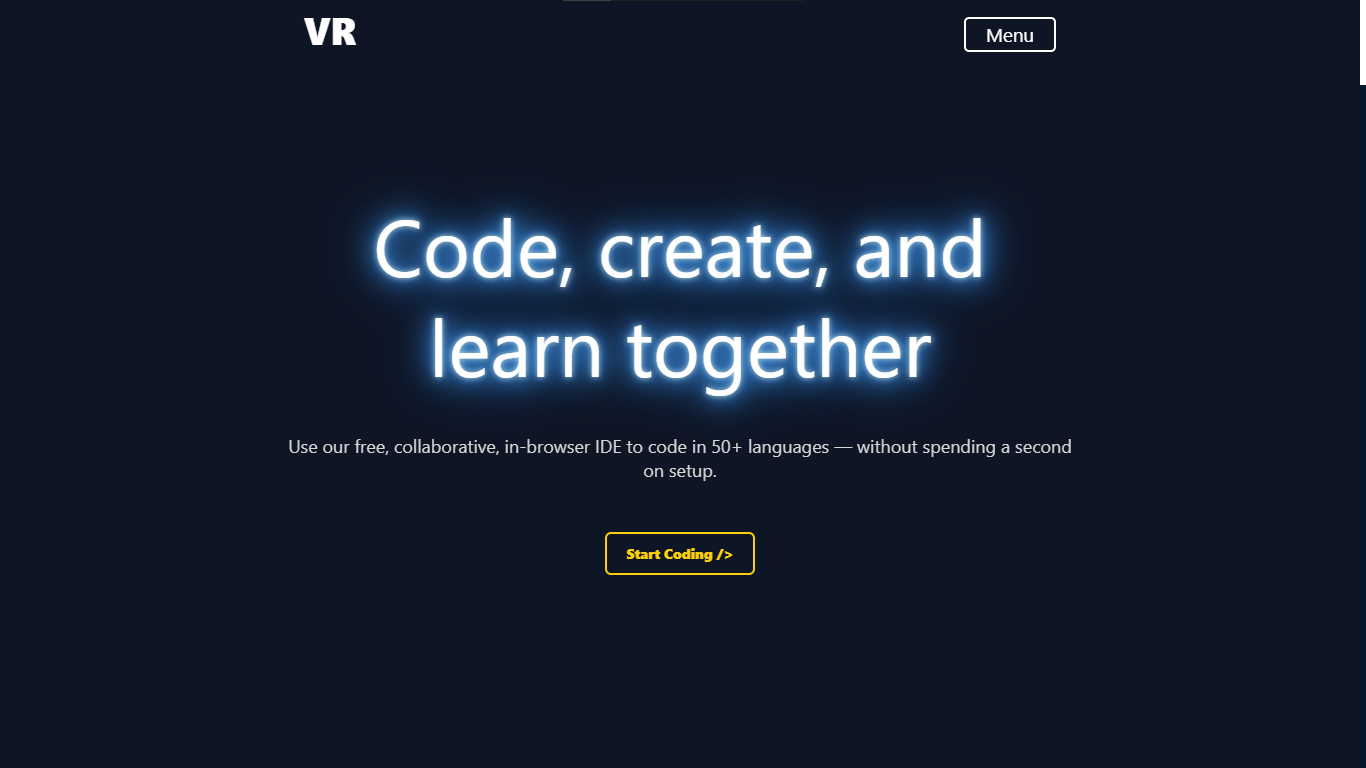 VR
Menu
Code, create, and
learn together
Use our free, collaborative, in-browser IDE to code in 50+ languages — without spending a second
on setup.
Start Coding />